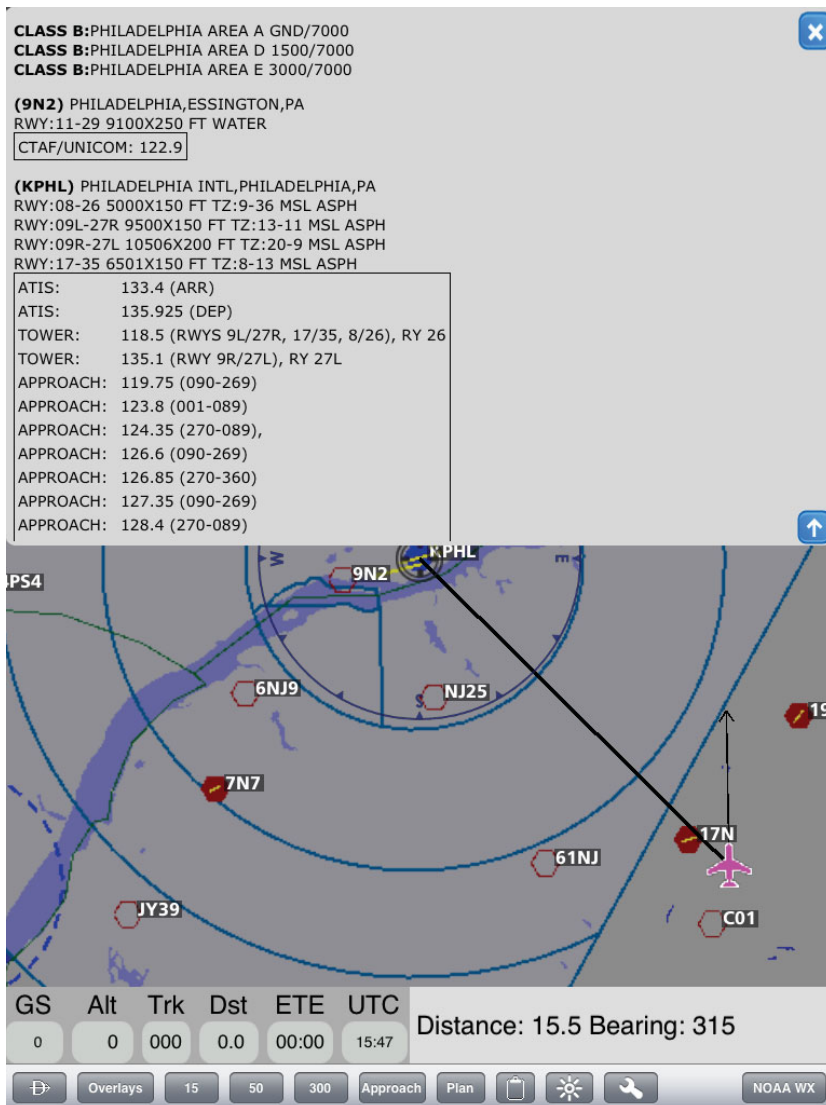 CLASS B:PHILADELPHIA AREA A GND/7000
CLASS B:PHILADELPHIA AREA D 1500/7000
CLASS B:PHILADELPHIA AREA E 3000/7000
(9N2) PHILADELPHIA,ESSINGTON,PA
RWY:11-29 9100X250 FT WATER
CTAF/UNICOM: 122.9
(KPHL) PHILADELPHIA INTL,PHILADELPHIA,PA
RWY:08-26 5000X150 FT TZ:9-36 MSL ASPH
RWY:09L-27R 9500X150 FT TZ:13-11 MSL ASPH
RWY:09R-27L 10506X200 FT TZ:20-9 MSL ASPH
RWY:17-35 6501X150 FT TZ:8-13 MSL ASPH
ATIS: 133.4 (ARR)
ATIS: 135.925 (DEP)
TOWER: 118.5 (RWYS 9L/27R, 17/35, 8/26), RY 26
TOWER: 135.1 (RWY 9R/27L), RY 27L
APPROACH: 119.75 (090-269)
APPROACH: 123.8 (001-089)
APPROACH: 124.35 (270-089),
APPROACH: 126.6 (090-269)
APPROACH: 126.85 (270-360)
APPROACH: 127.35 (090-269)
APPROACH: 128.4 (270-089)
KPHL
W
E
9N2
PS4
6NJ9
S
NJ25
19
7N7
17N
61NJ
JY39
C01
GS Alt Trk Dst ETE UTC
0 0 000 0.0 00:00 15:47
Distance: 15.5 Bearing: 315
D Overlays 15 50 300 Approach Plan NOAA WX